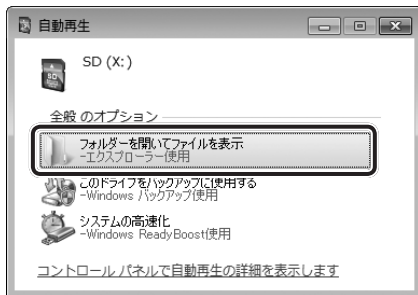 自動再生
SD (X:)
全般 のオプション
フォルダーを開いてファイルを表示
-エクスプローラー使用
このドライブをバックアップに使用する
-Windows バックアップ使用
システムの高速化
-Windows ReadyBoost使用
コントロール パネルで自動再生の詳細を表示します